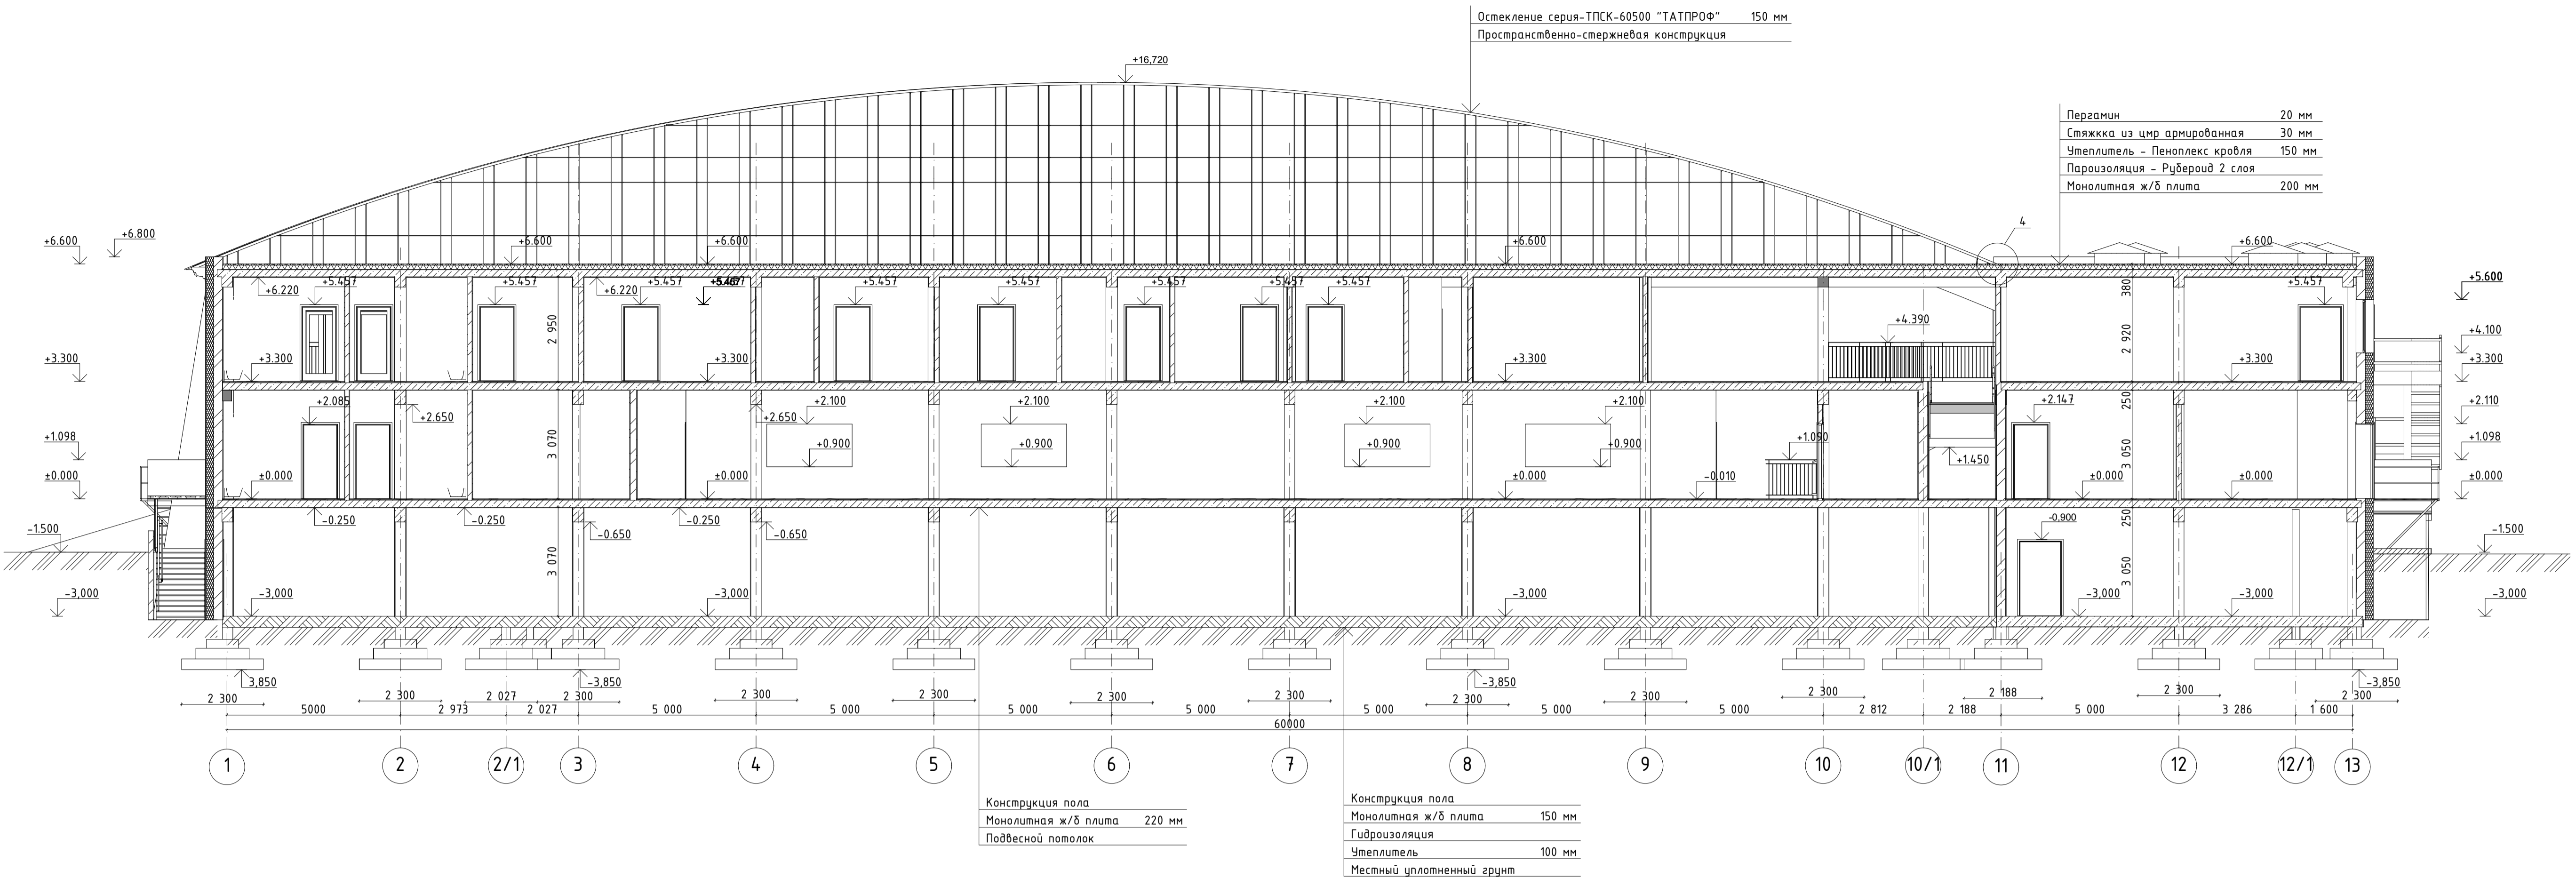 Остекление серия-ТПСК-60500 "ТАТПРОФ" 150 мм
Пространственно-стержневая конструкция
+16,720
Пергамин 20 мм
Стяжкка из цмр армированная 30 мм
Утеплитель - Пеноплекс кровля 150 мм
Пароизоляция - Рубероид 2 слоя
Монолитная ж/б плита 200 мм
4
+6.600 +6.800 +6.600 +6.600 +6.600 +6.600
+6.220 +5.457 +5.457 +6.220 +5.457 +5.457 +5.457 +5.457 +5.457 +5.457 +5.457 380 +5.600
2 950 +4.390 2 920 +4.100
+3.300 +3.300 +3.300 +3.300 +3.300 +3.300
+2.085 +2.650 +2.650 +2.100 +2.100 +2.100 +2.100 +2.147 250 +2.110
+1.098 3 070 +0.900 +0.900 +0.900 +0.900 +1.090 +1.450 3 050 +1.098
±0.000 ±0.000 ±0.000 ±0.000 -0.010 ±0.000 ±0.000 ±0.000
-0.250 -0.250 -0.250 250
-1.500 -0.650 -0.650 -0,900 -1.500
3 070 3 050
-3,000 -3,000 -3,000 -3,000 -3,000 -3,000 -3,000
-3,850 -3,850 -3,850 -3,850
2 300 2 300 2 027 2 300 2 300 2 300 2 300 2 300 2 300 2 300 2 300 2 188 2 300 2 300
5000 2 973 2 027 5 000 5 000 5 000 5 000 5 000 5 000 5 000 2 812 2 188 5 000 3 286 1 600
60000
1 2 2/1 3 4 5 6 7 8 9 10 10/1 11 12 12/1 13
Конструкция пола
Монолитная ж/б плита 220 мм
Подвесной потолок
Конструкция пола
Монолитная ж/б плита 150 мм
Гидроизоляция
Утеплитель 100 мм
Местный уплотненный грунт